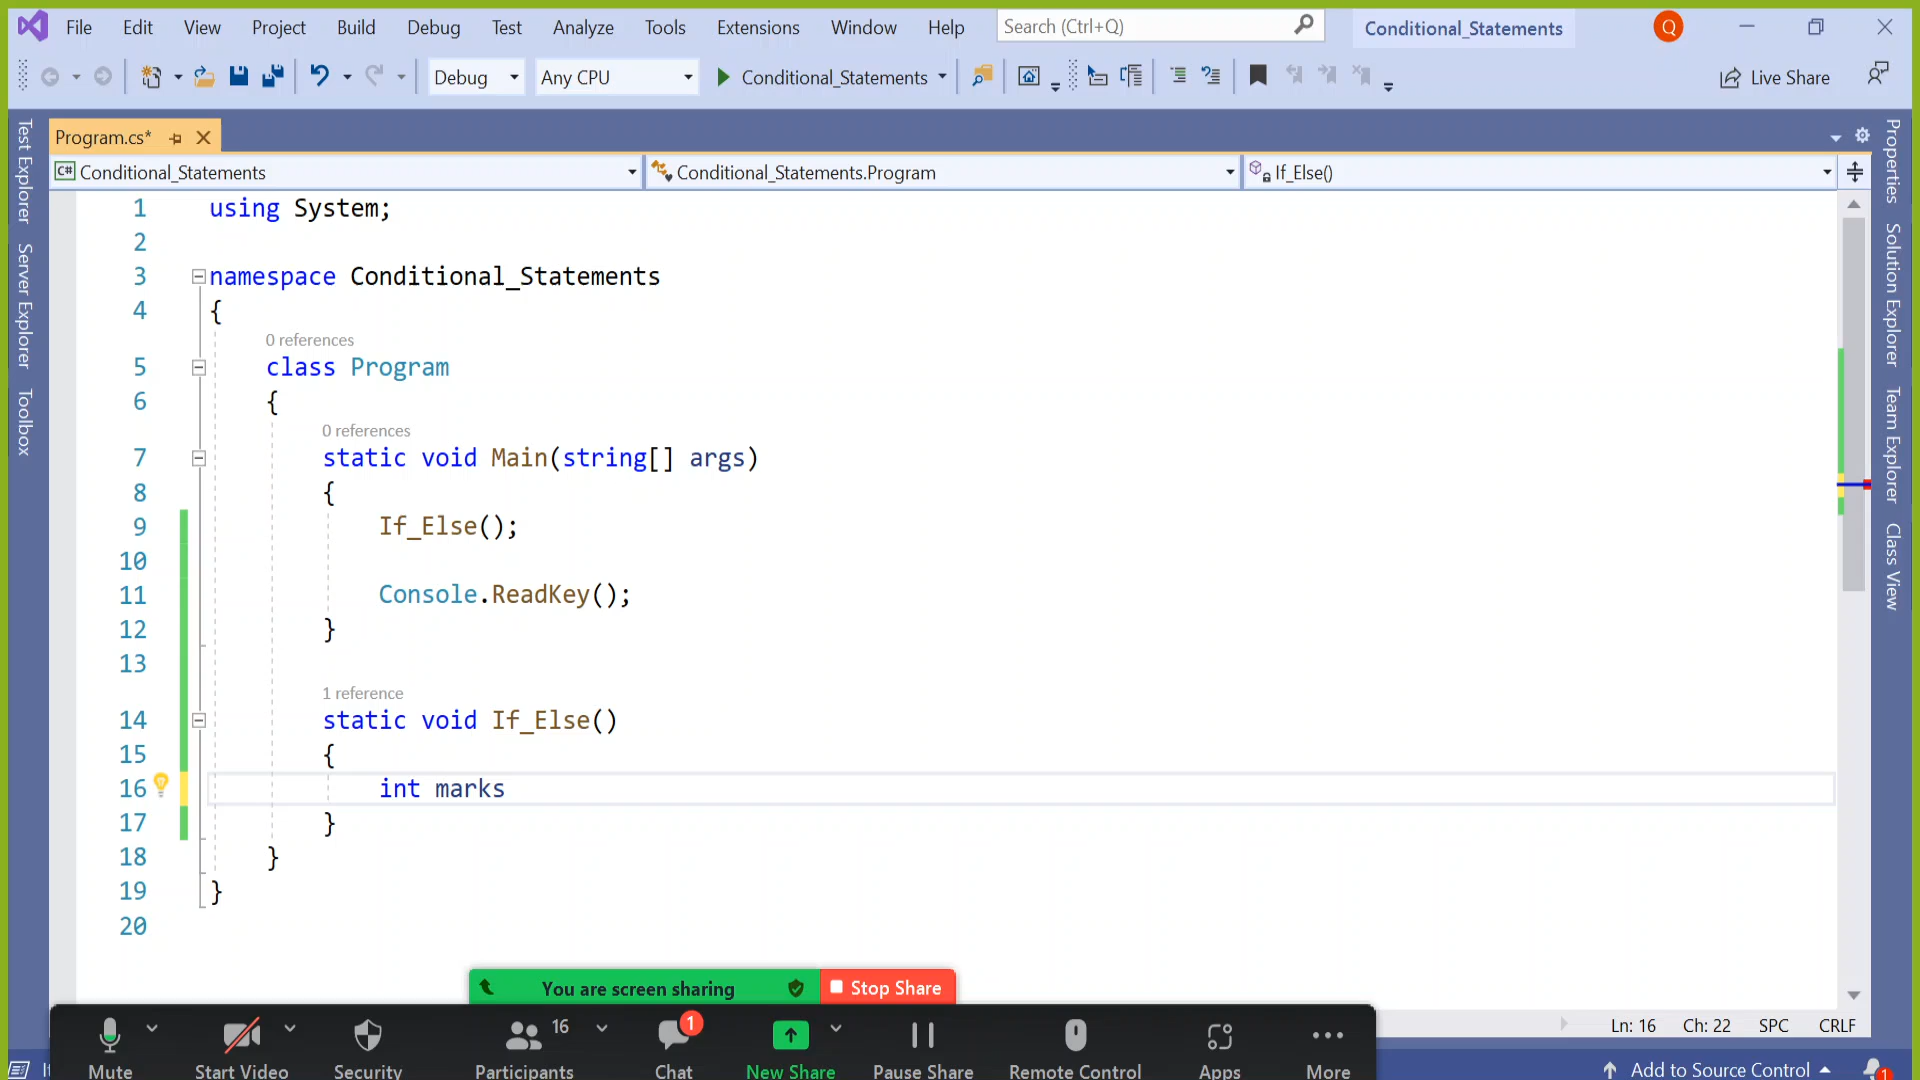 File Edit View Project Build Debug Test Analyze Tools Extensions Window Help Search (Ctrl+Q) Conditional_Statements Q
Debug Any CPU Conditional_Statements Live Share
Program.cs*
C# Conditional_Statements Conditional_Statements.Program If_Else()
Test Explorer
Server Explorer
Toolbox
1 using System;
2
3 namespace Conditional_Statements
4 {
0 references
5 class Program
6 {
0 references
7 static void Main(string[] args)
8 {
9 If_Else();
10
11 Console.ReadKey();
12 }
13
1 reference
14 static void If_Else()
15 {
16 int marks
17 }
18 }
19 }
20
Properties
Solution Explorer
Team Explorer
Class View
You are screen sharing Stop Share
Ln: 16 Ch: 22 SPC CRLF
16 1
Mute Start Video Security Participants Chat New Share Pause Share Remote Control Apps More
Add to Source Control 1